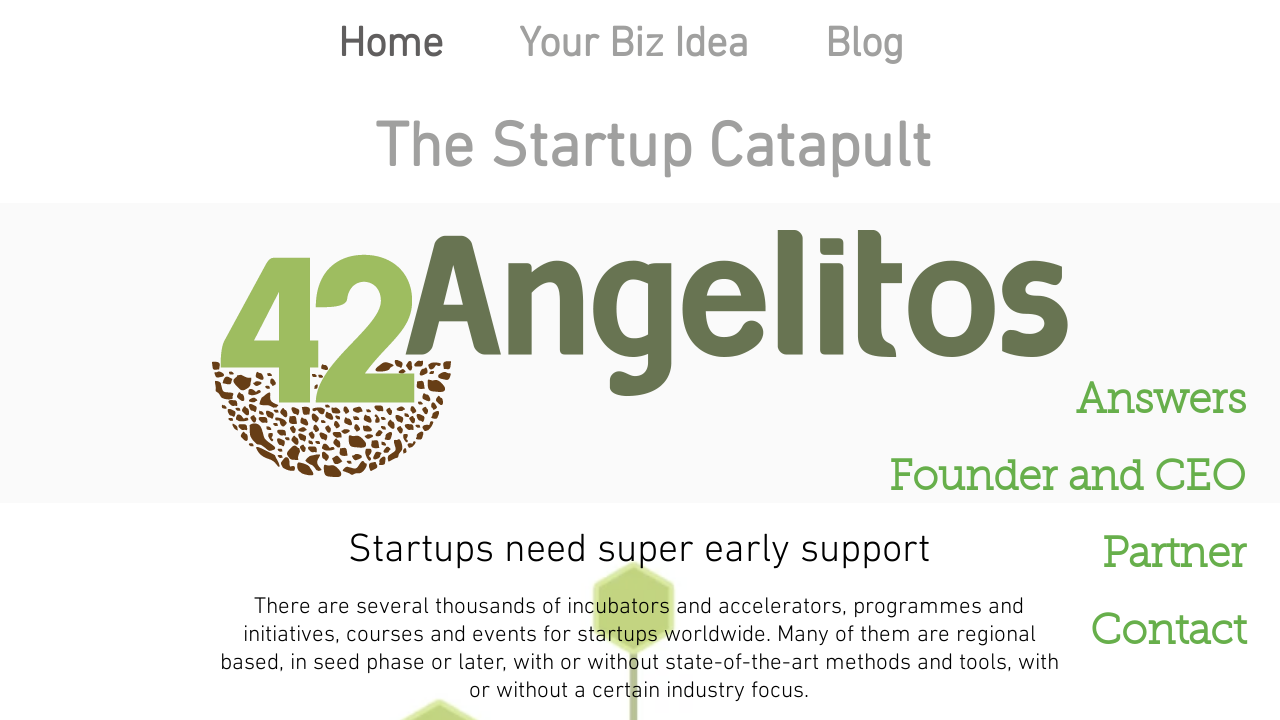 Home Your Biz Idea Blog
The Startup Catapult
42Angelitos
Answers
Founder and CEO
Partner
Contact
Startups need super early support
There are several thousands of incubators and accelerators, programmes and
initiatives, courses and events for startups worldwide. Many of them are regional
based, in seed phase or later, with or without state-of-the-art methods and tools, with
or without a certain industry focus.